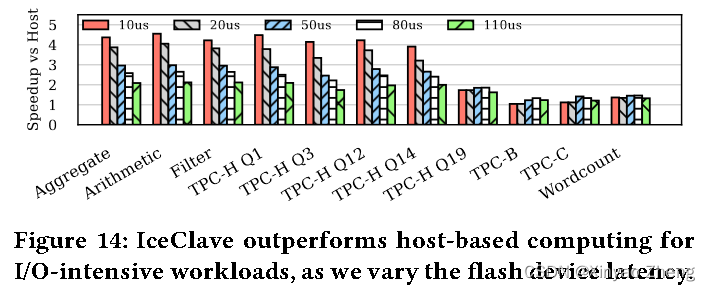 10us 20us 50us 80us 110us
Speedup vs Host
5
4
3
2
1
0
Aggregate
Arithmetic
Filter
TPC-H Q1
TPC-H Q3
TPC-H Q12
TPC-H Q14
TPC-H Q19
TPC-B
TPC-C
Wordcount
Figure 14: IceClave outperforms host-based computing for
I/O-intensive workloads, as we vary the flash device latency.